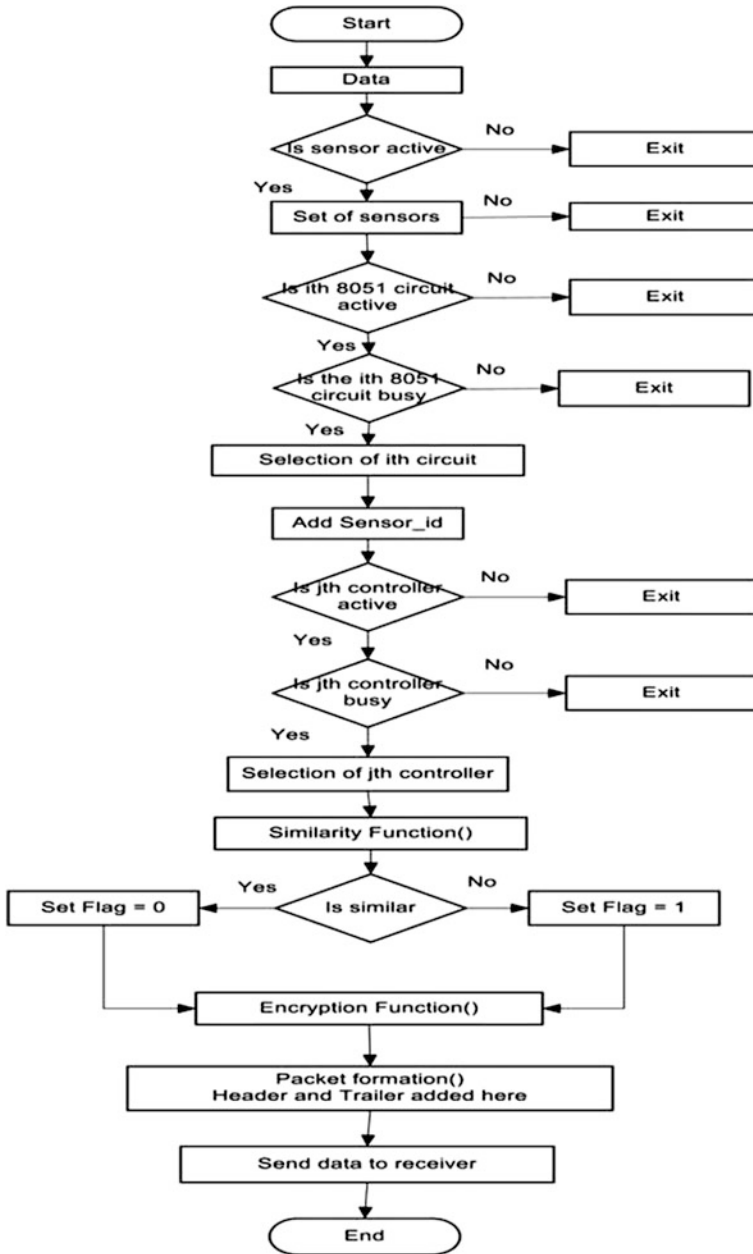 Start
Data
Is sensor active
No
Exit
Yes
Set of sensors
No
Exit
Is ith 8051 circuit
active
No
Exit
Yes
Is the ith 8051
circuit busy
No
Exit
Yes
Selection of ith circuit
Add Sensor_id
Is jth controller
active
No
Exit
Yes
Is jth controller
busy
No
Exit
Yes
Selection of jth controller
Similarity Function()
Is similar
Yes
No
Set Flag = 0
Set Flag = 1
Encryption Function()
Packet formation()
Header and Trailer added here
Send data to receiver
End